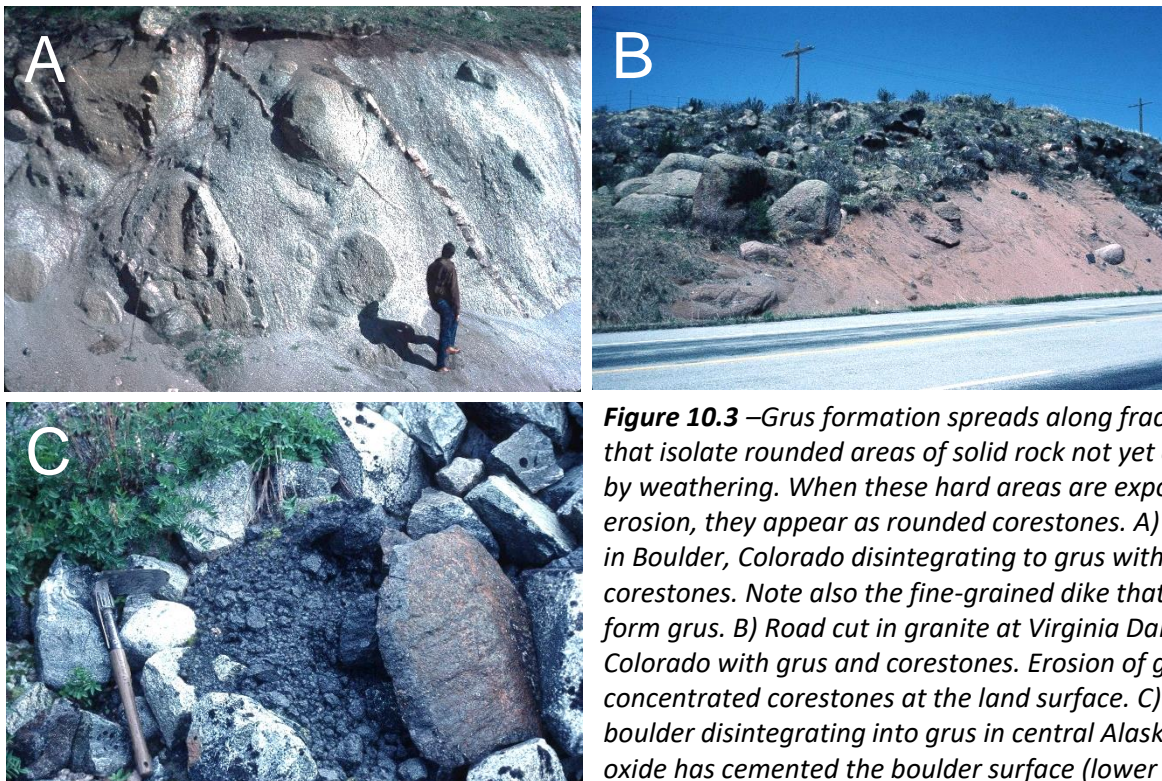 A
B
C
Figure 10.3 –Grus formation spreads along frac
that isolate rounded areas of solid rock not yet
by weathering. When these hard areas are expo
erosion, they appear as rounded corestones. A)
in Boulder, Colorado disintegrating to grus with
corestones. Note also the fine-grained dike that
form grus. B) Road cut in granite at Virginia Dal
Colorado with grus and corestones. Erosion of g
concentrated corestones at the land surface. C)
boulder disintegrating into grus in central Alask
oxide has cemented the boulder surface (lower